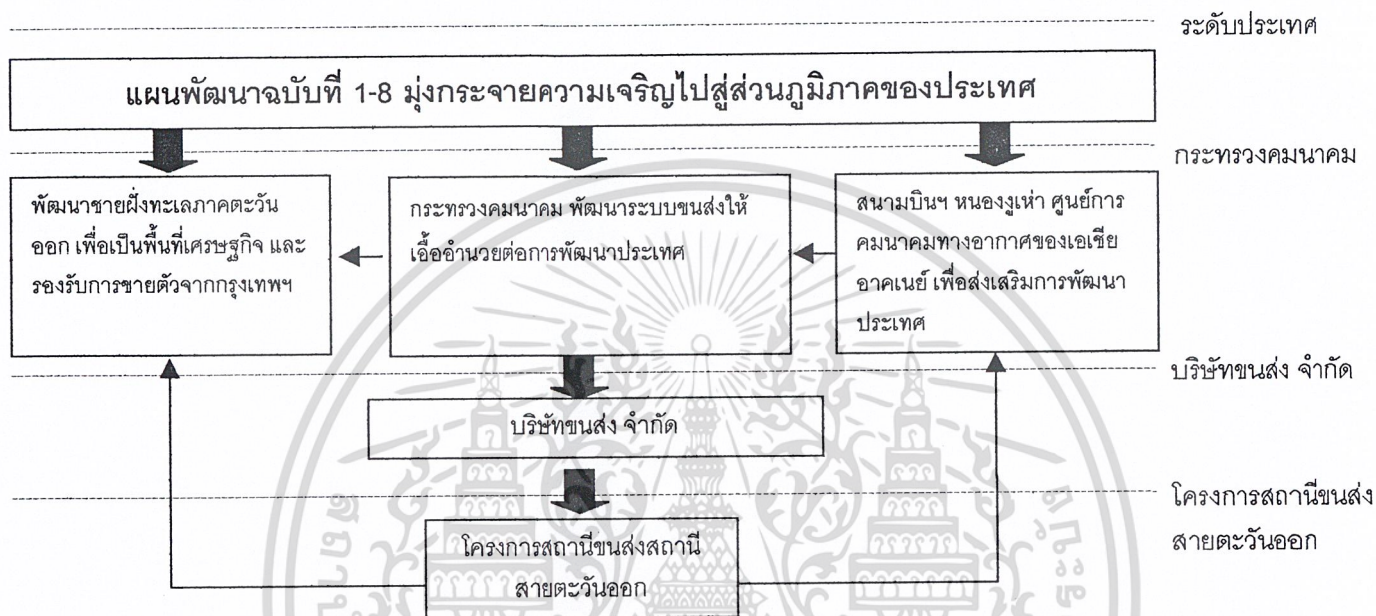 ระดับประเทศ
แผนพัฒนาฉบับที่ 1-8 มุ่งกระจายความเจริญไปสู่ส่วนภูมิภาคของประเทศ
กระทรวงคมนาคม
พัฒนาชายฝั่งทะเลภาคตะวัน
ออก เพื่อเป็นพื้นที่เศรษฐกิจ และ
รองรับการขายตัวจากกรุงเทพฯ
กระทรวงคมนาคม พัฒนาระบบขนส่งให้
เอื้ออำนวยต่อการพัฒนาประเทศ
สนามบินฯ หนองงูเห่า ศูนย์การ
คมนาคมทางอากาศของเอเชีย
อาคเนย์ เพื่อส่งเสริมการพัฒนา
ประเทศ
บริษัทขนส่ง จำกัด
บริษัทขนส่ง จำกัด
โครงการสถานีขนส่ง
สายตะวันออก
โครงการสถานีขนส่งสถานี
สายตะวันออก